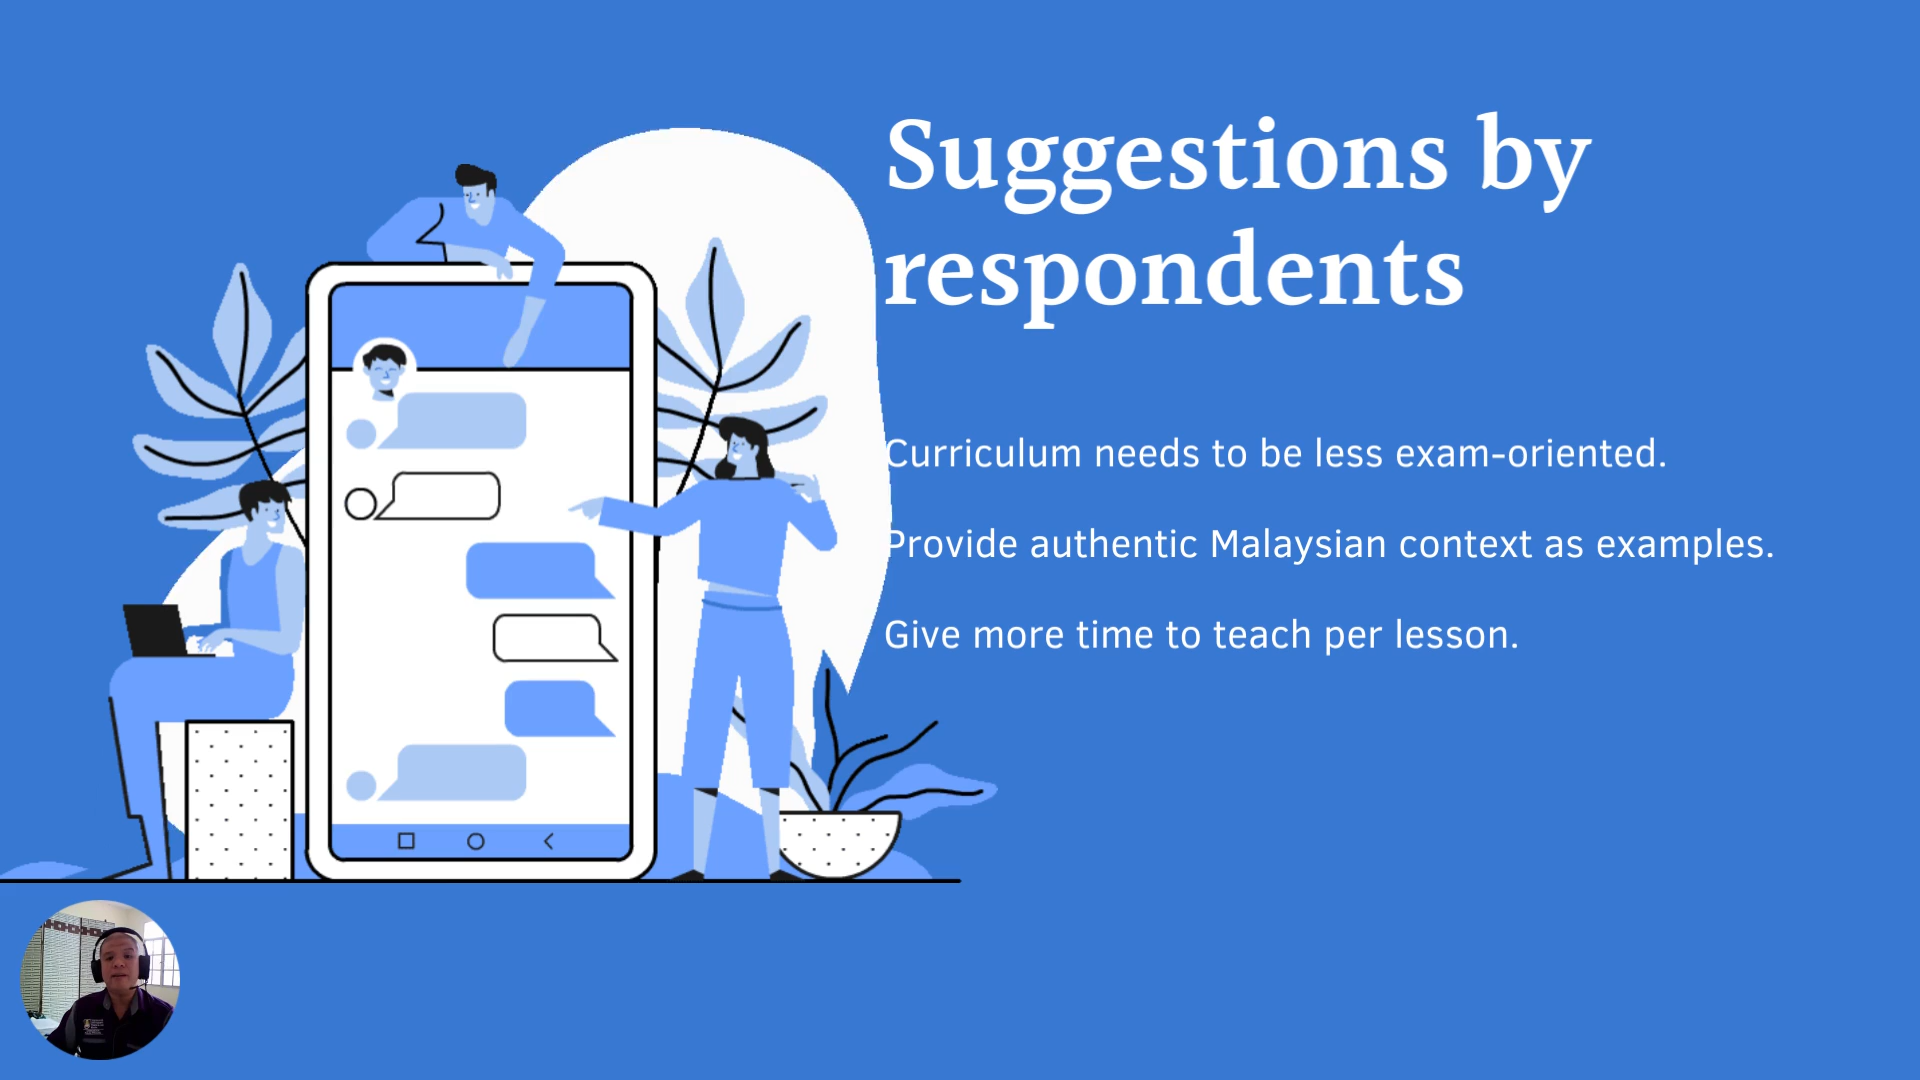 Suggestions by
respondents
Curriculum needs to be less exam-oriented.
Provide authentic Malaysian context as examples.
Give more time to teach per lesson.